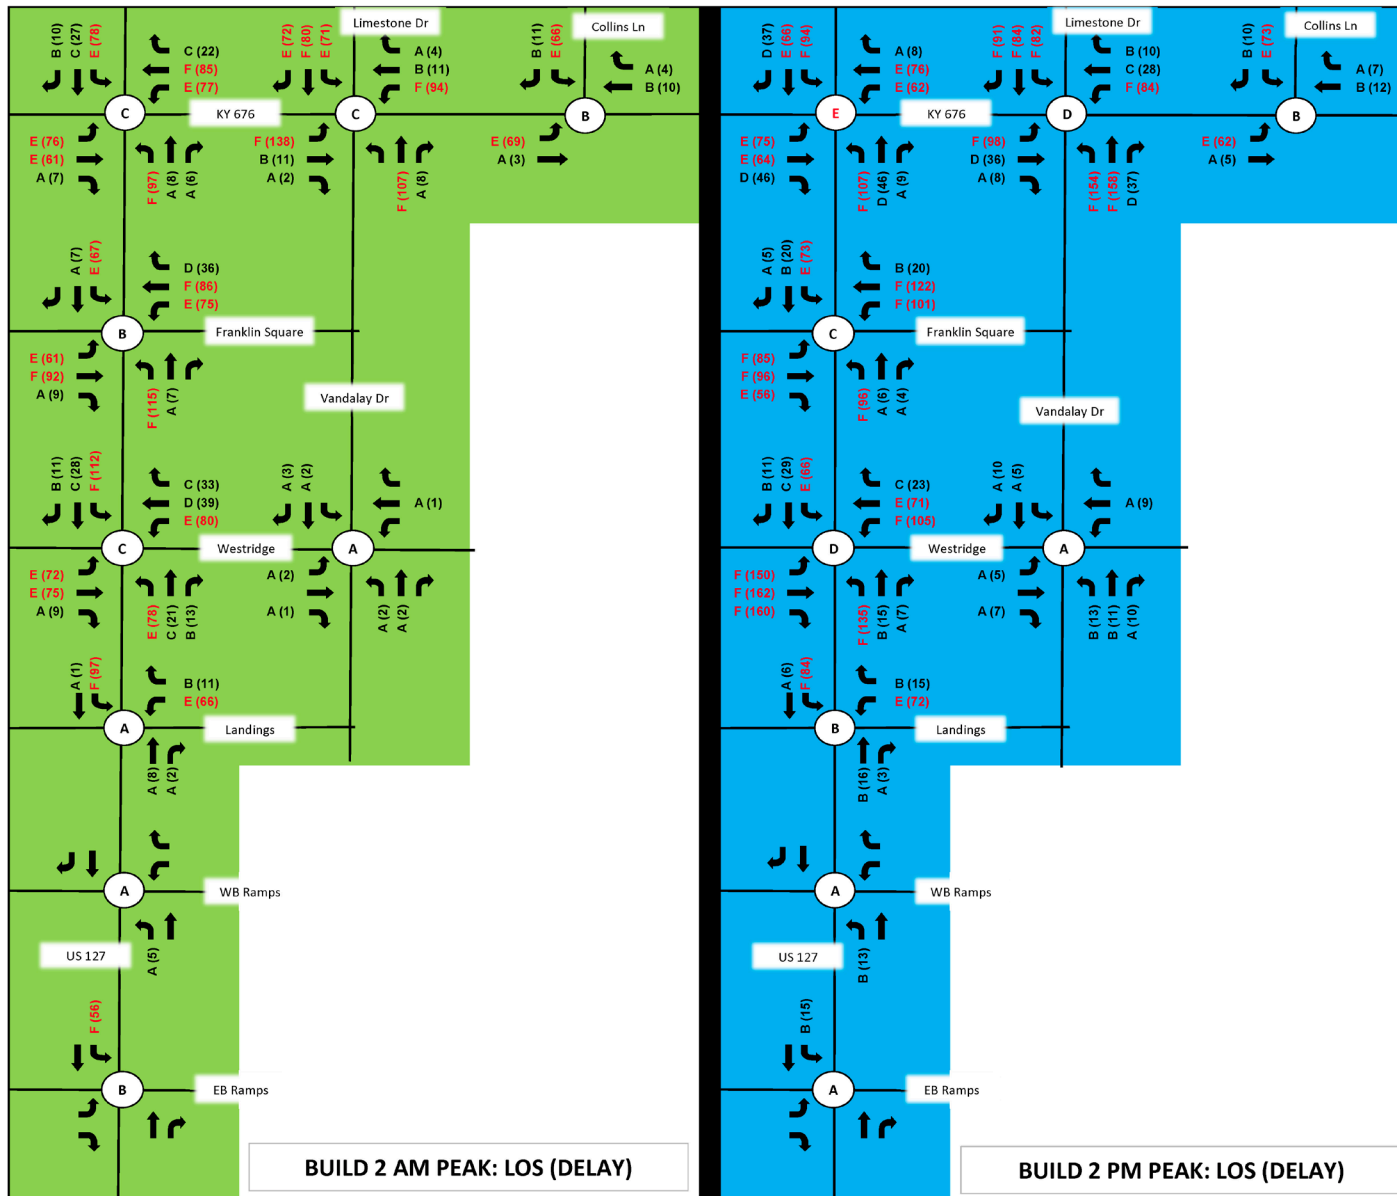 B (10)
C (27)
E (78)
C (22)
F (85)
E (77)
C
KY 676
E (76)
E (61)
A (7)
F (97)
A (8)
A (6)
Limestone Dr
E (72)
F (80)
E (71)
A (4)
B (11)
F (94)
C
F (138)
B (11)
A (2)
F (107)
A (8)
Collins Ln
B (11)
E (66)
A (4)
B (10)
B
E (69)
A (3)
A (7)
E (67)
D (36)
F (86)
E (75)
B
Franklin Square
E (61)
F (92)
A (9)
F (115)
A (7)
Vandalay Dr
B (11)
C (28)
F (112)
C (33)
D (39)
E (80)
C
Westridge
E (72)
E (75)
A (9)
E (78)
C (21)
B (13)
A (3)
A (2)
A (1)
A
A (2)
A (1)
A (2)
A (2)
A (1)
F (97)
B (11)
E (66)
A
Landings
A (8)
A (2)
A
WB Ramps
A (5)
US 127
F (56)
B
EB Ramps
BUILD 2 AM PEAK: LOS (DELAY)
D (37)
E (66)
F (94)
A (8)
E (76)
E (62)
E
KY 676
E (75)
E (64)
D (46)
F (107)
D (46)
A (9)
Limestone Dr
F (91)
F (84)
F (82)
B (10)
C (28)
F (84)
D
F (98)
D (36)
A (8)
F (154)
F (158)
D (37)
Collins Ln
B (10)
E (73)
A (7)
B (12)
B
E (62)
A (5)
A (5)
B (20)
E (73)
B (20)
F (122)
F (101)
C
Franklin Square
F (85)
F (96)
E (56)
F (96)
A (6)
A (4)
Vandalay Dr
B (11)
C (29)
E (66)
C (23)
E (71)
F (105)
D
Westridge
F (150)
F (162)
F (160)
F (135)
B (15)
A (7)
A (10
A (5)
A (9)
A
A (5)
A (7)
B (13)
B (11)
A (10)
A (6)
F (84)
B (15)
E (72)
B
Landings
B (16)
A (3)
A
WB Ramps
B (13)
US 127
B (15)
A
EB Ramps
BUILD 2 PM PEAK: LOS (DELAY)